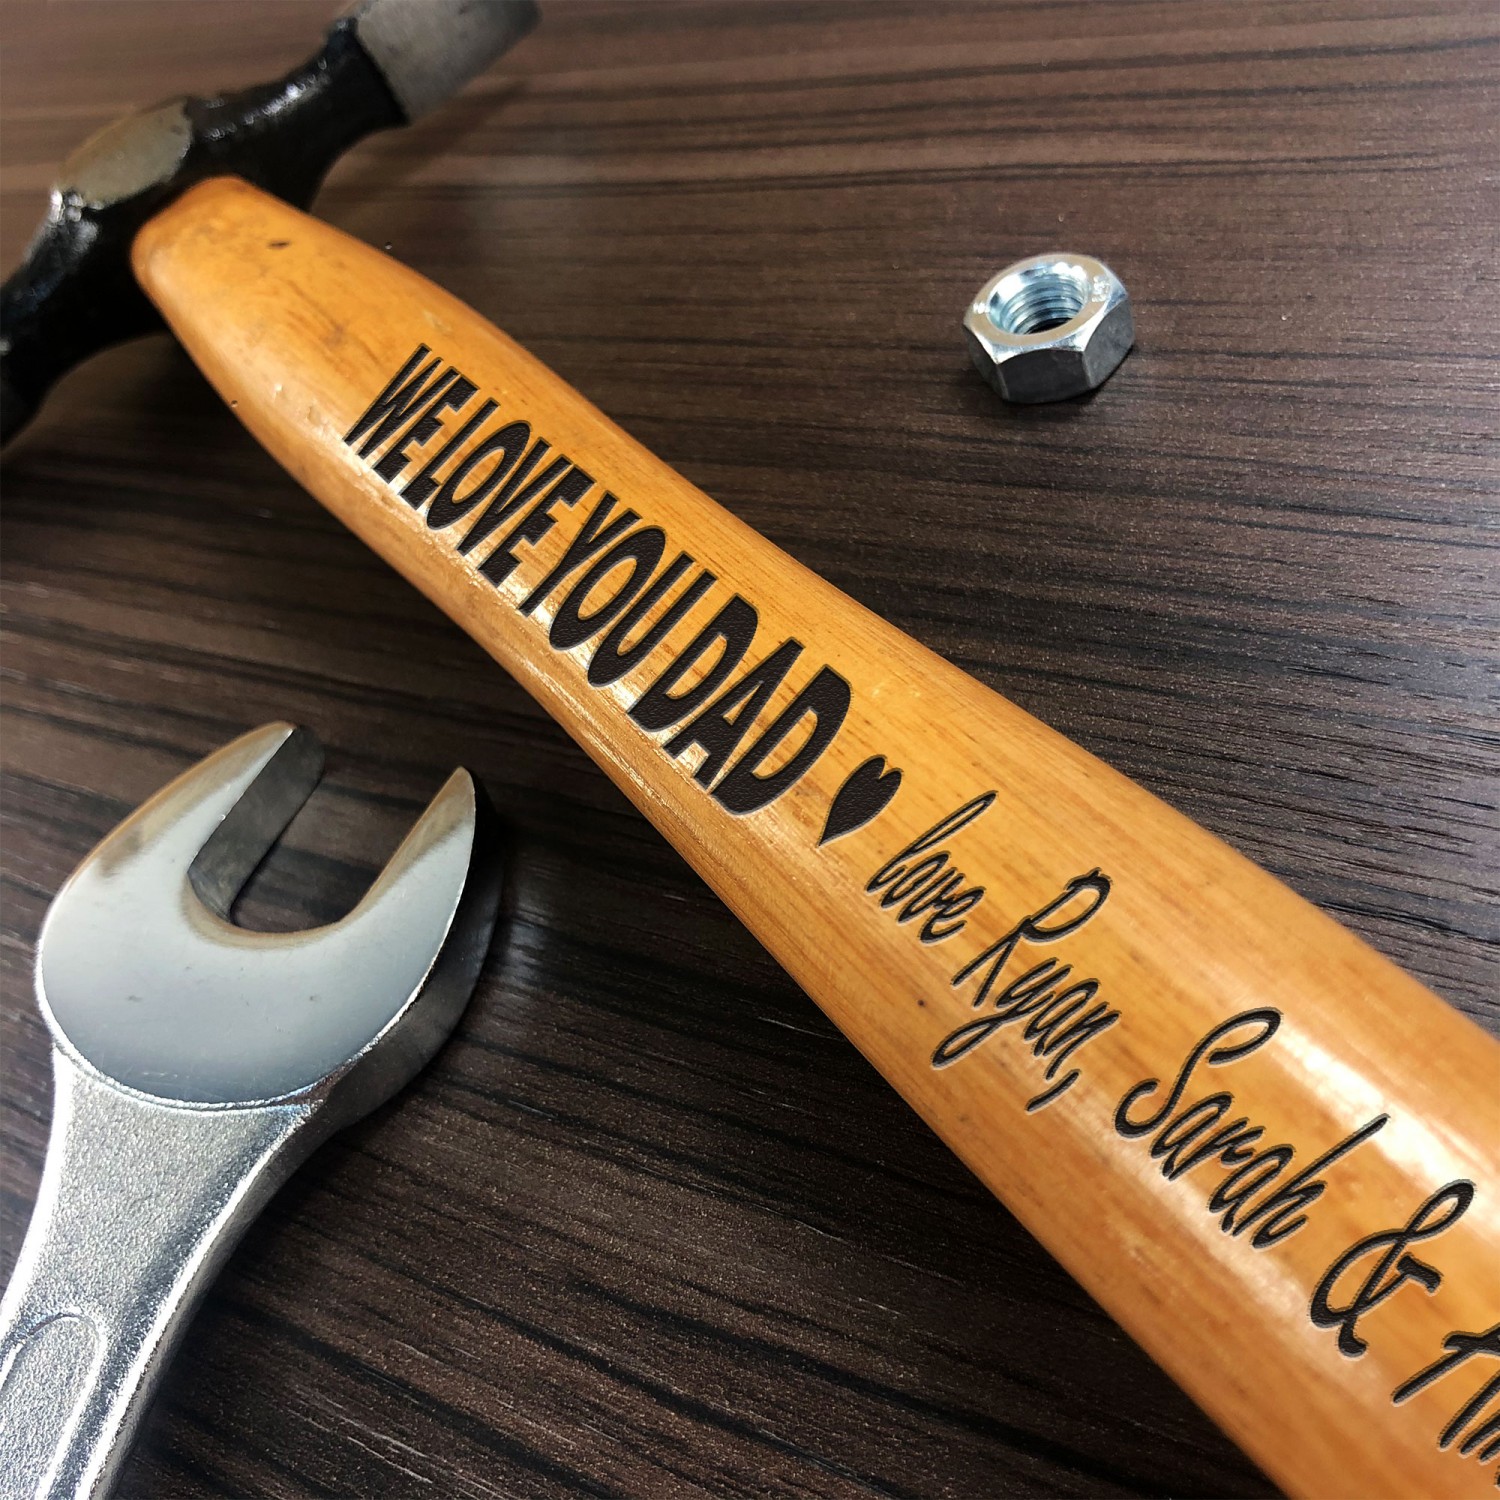 WE LOVE YOU DAD ♥ love Ryan, Sarah &